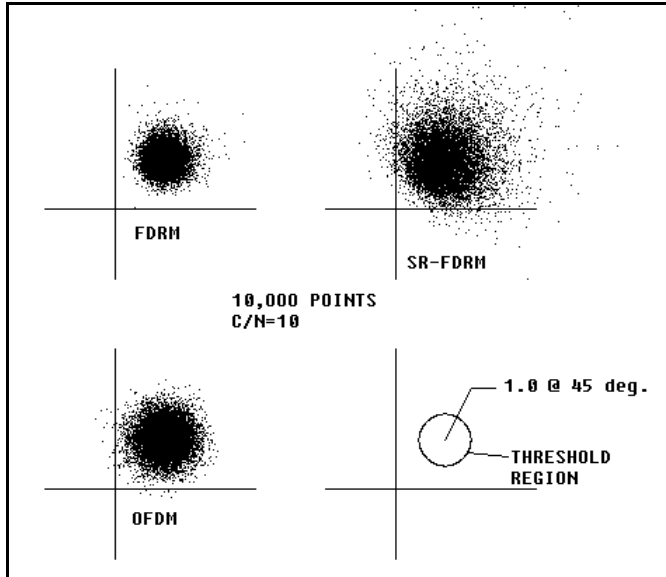 FDRM
SR-FDRM
10,000 POINTS
C/N=10
1.0 @ 45 deg.
THRESHOLD
REGION
OFDM